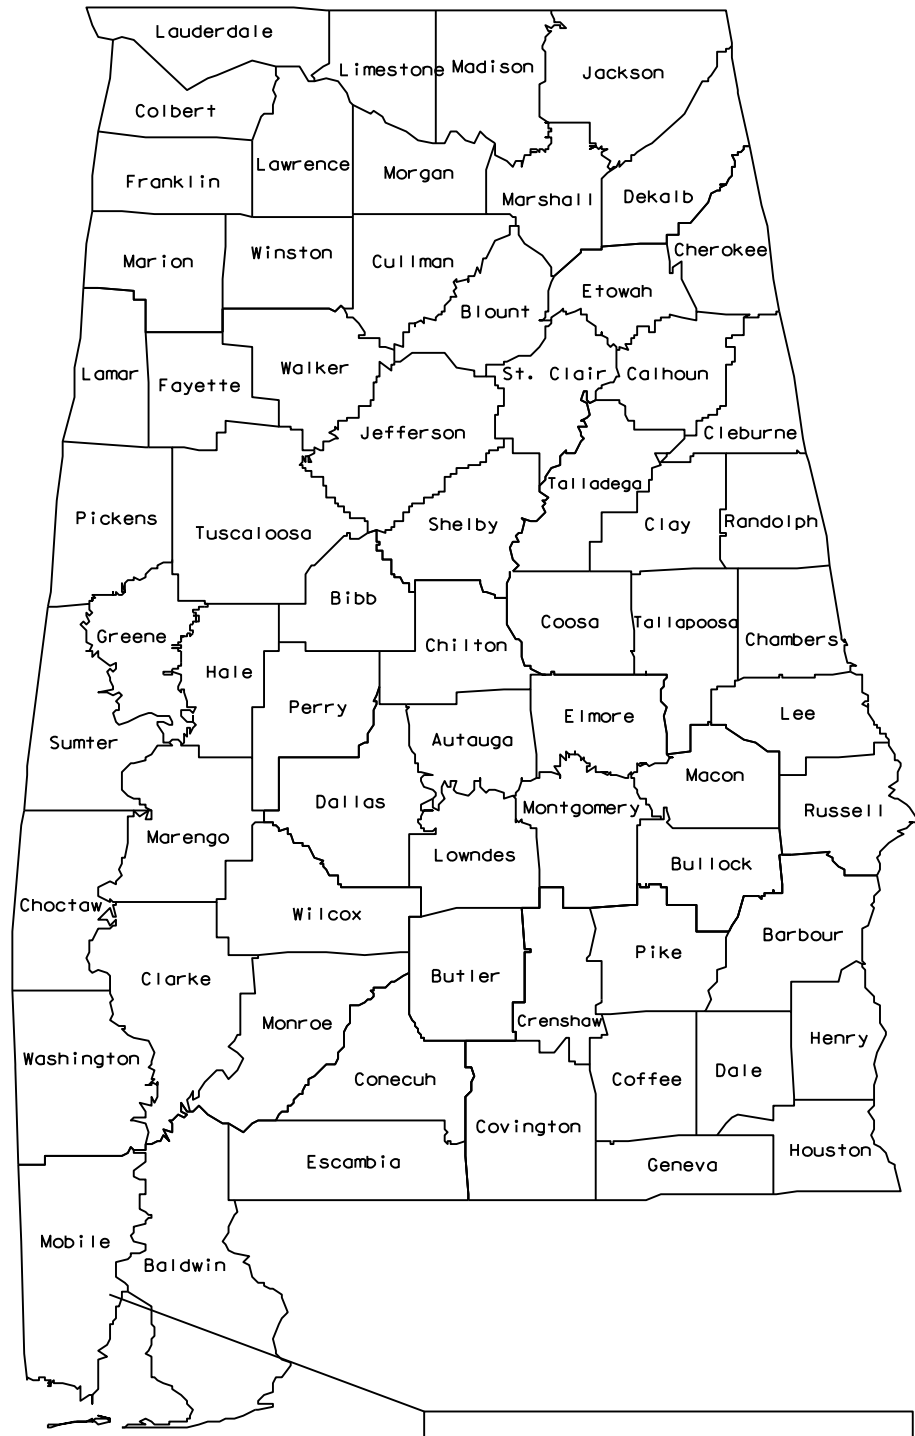 Lauderdale
Limestone
Madison
Jackson
Colbert
Lawrence
Franklin
Morgan
Marshall
Dekalb
Marion
Winston
Cullman
Cherokee
Etowah
Blount
Lamar
Fayette
Walker
St. Clair
Calhoun
Jefferson
Cleburne
Talladega
Pickens
Tuscaloosa
Shelby
Clay
Randolph
Bibb
Greene
Hale
Chilton
Coosa
Tallapoosa
Chambers
Sumter
Perry
Autauga
Elmore
Lee
Macon
Dallas
Montgomery
Russell
Marengo
Lowndes
Bullock
Choctaw
Wilcox
Barbour
Clarke
Butler
Pike
Monroe
Crenshaw
Washington
Henry
Conecuh
Coffee
Dale
Covington
Escambia
Geneva
Houston
Mobile
Baldwin